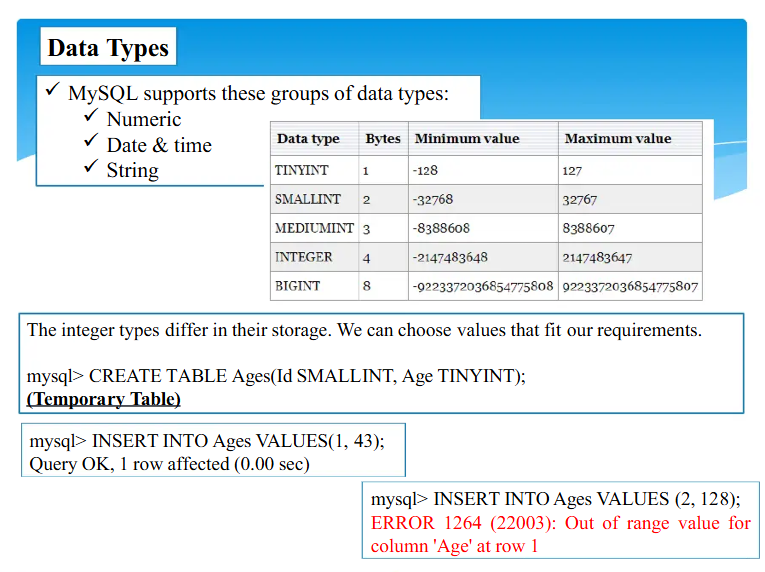 Data Types
✓ MySQL supports these groups of data types:
✓ Numeric
✓ Date & time
✓ String
Data type Bytes Minimum value Maximum value
TINYINT 1 -128 127
SMALLINT 2 -32768 32767
MEDIUMINT 3 -8388608 8388607
INTEGER 4 -2147483648 2147483647
BIGINT 8 -9223372036854775808 9223372036854775807
The integer types differ in their storage. We can choose values that fit our requirements.
mysql> CREATE TABLE Ages(Id SMALLINT, Age TINYINT);
(Temporary Table)
mysql> INSERT INTO Ages VALUES(1, 43);
Query OK, 1 row affected (0.00 sec)
mysql> INSERT INTO Ages VALUES (2, 128);
ERROR 1264 (22003): Out of range value for
column 'Age' at row 1